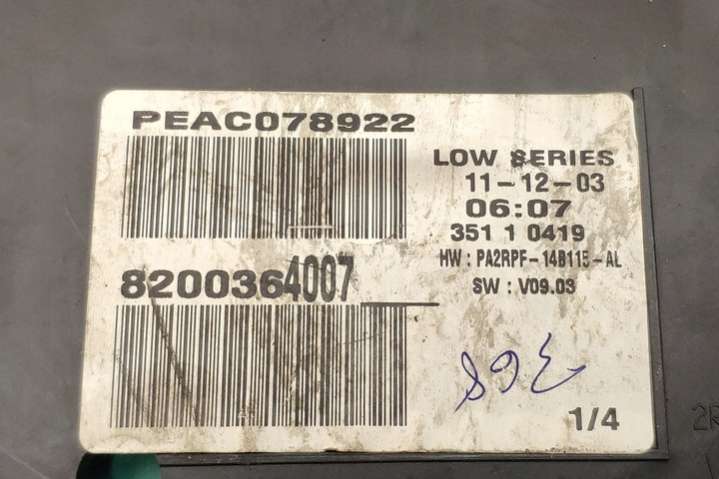 PEAC078922
LOW SERIES
11-12-03
06:07
351 1 0419
HW : PA2RPF-14B115-AL
SW : V09.03
8200364007
1/4
2R